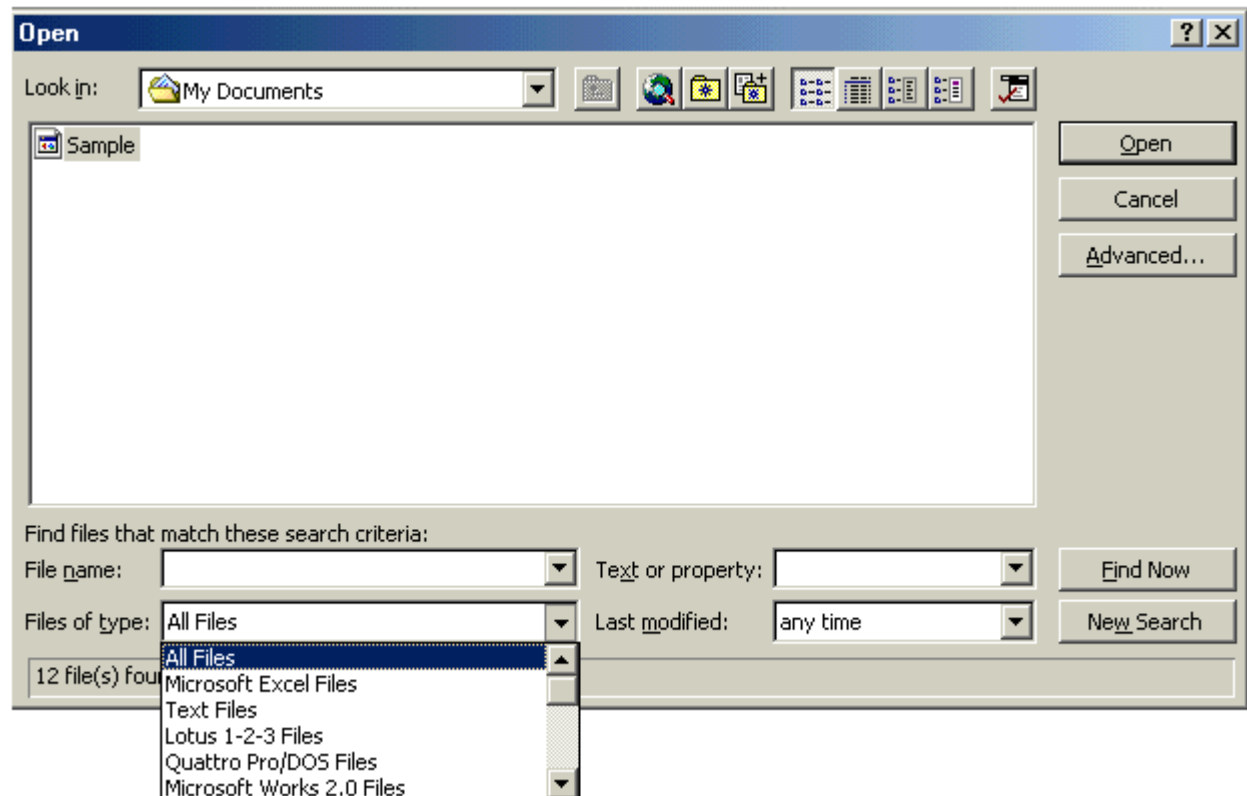 Open
Look in: My Documents
Sample
Open
Cancel
Advanced...
Find files that match these search criteria:
File name: Text or property: Find Now
Files of type: All Files Last modified: any time New Search
All Files
12 file(s)
Microsoft Excel Files
Text Files
Lotus 1-2-3 Files
Quattro Pro/DOS Files
Microsoft Works 2.0 Files